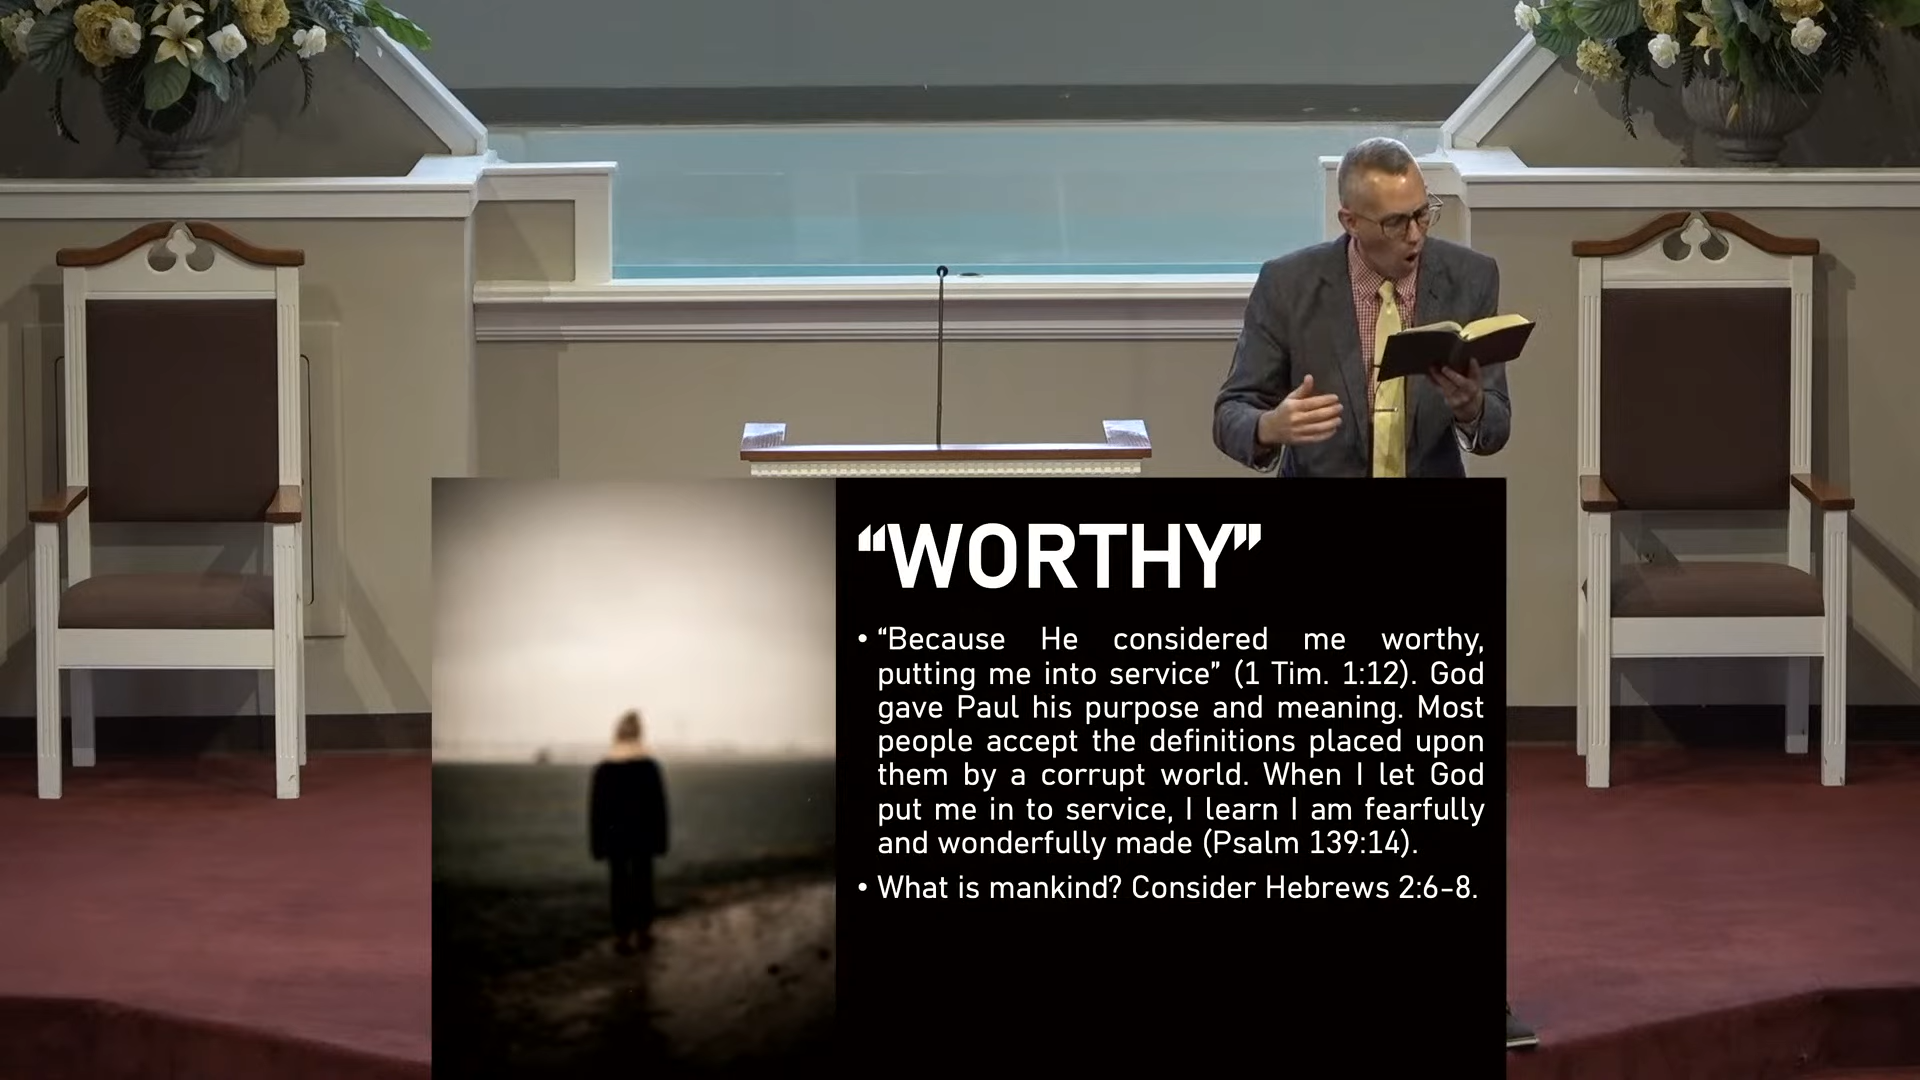 “WORTHY”
• “Because He considered me worthy,
putting me into service” (1 Tim. 1:12). God
gave Paul his purpose and meaning. Most
people accept the definitions placed upon
them by a corrupt world. When I let God
put me in to service, I learn I am fearfully
and wonderfully made (Psalm 139:14).
• What is mankind? Consider Hebrews 2:6-8.